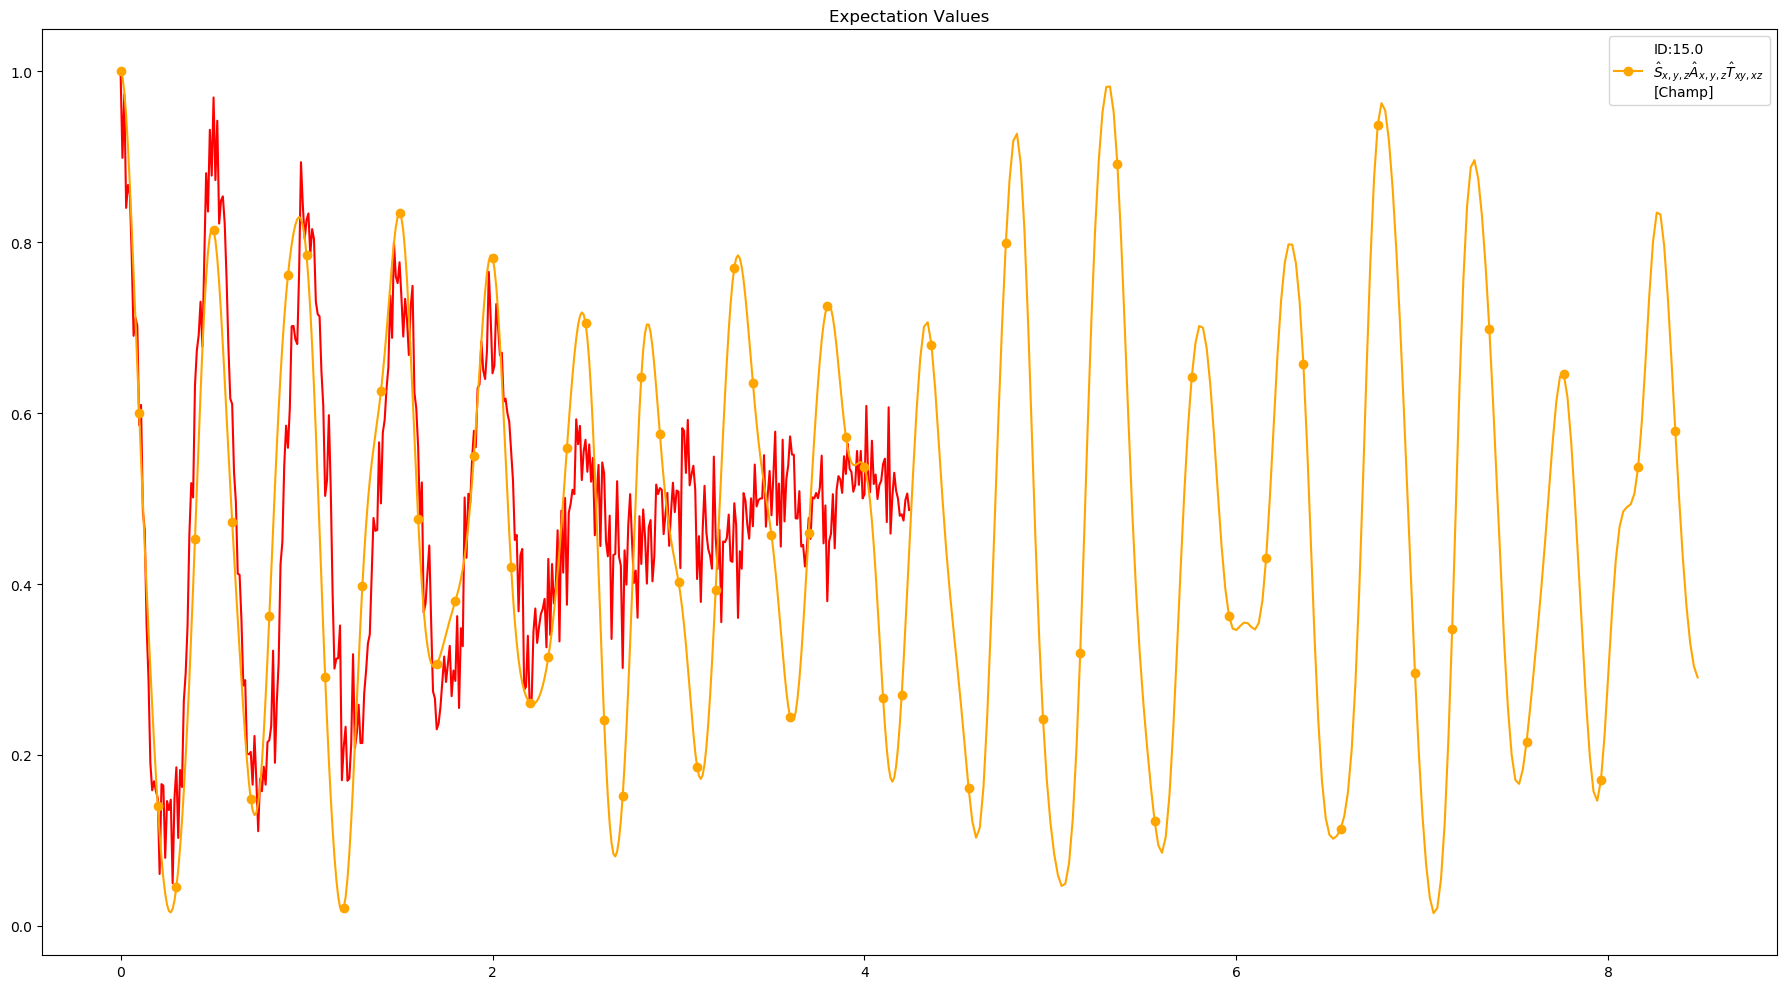 Expectation Values
ID:15.0
$\hat{S}_{x,y,z}\hat{A}_{x,y,z}\hat{T}_{xy,xz}$
[Champ]
1.0
0.8
0.6
0.4
0.2
0.0
0 2 4 6 8